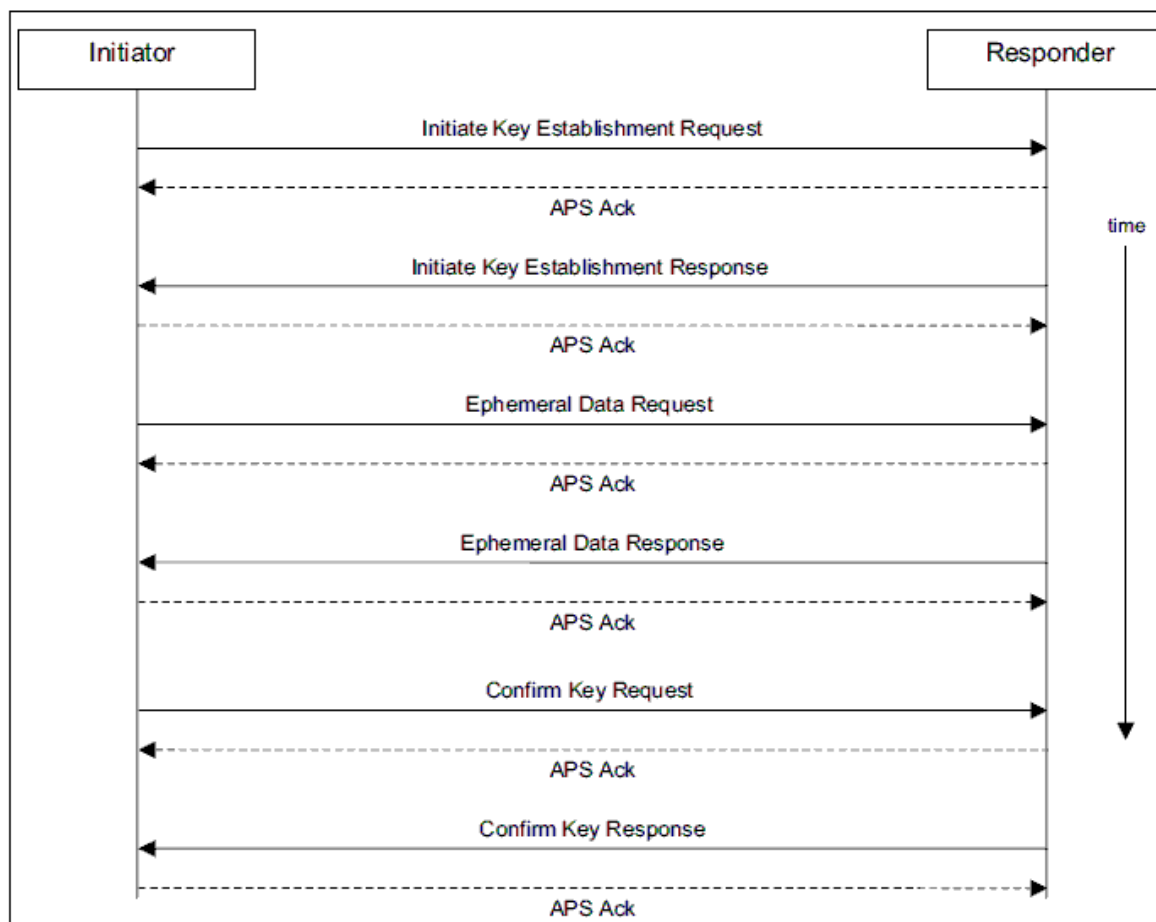 Initiator
Responder
Initiate Key Establishment Request
APS Ack
time
Initiate Key Establishment Response
APS Ack
Ephemeral Data Request
APS Ack
Ephemeral Data Response
APS Ack
Confirm Key Request
APS Ack
Confirm Key Response
APS Ack